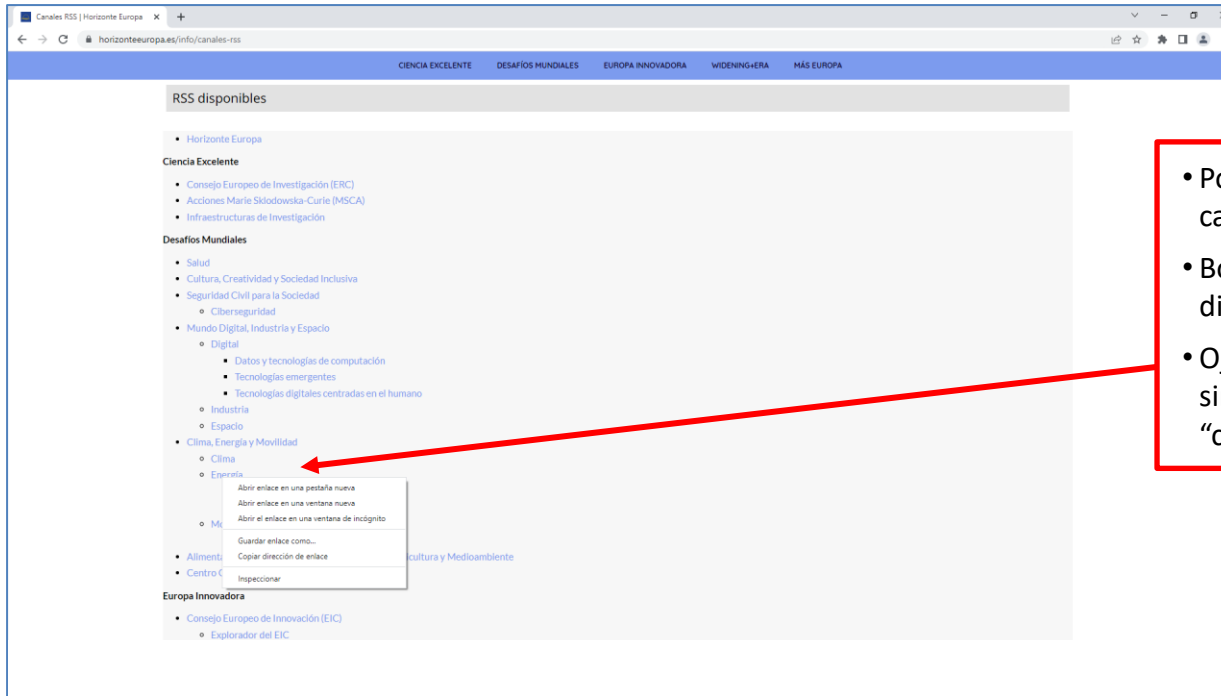 Canales RSS | Horizonte Europa
horizonteeuropa.es/info/canales-rss
CIENCIA EXCELENTE DESAFÍOS MUNDIALES EUROPA INNOVADORA WIDENING+ERA MÁS EUROPA
RSS disponibles
Horizonte Europa
Ciencia Excelente
Consejo Europeo de Investigación (ERC)
Acciones Marie Sklodowska-Curie (MSCA)
Infraestructuras de Investigación
Desafíos Mundiales
Salud
Cultura, Creatividad y Sociedad Inclusiva
Seguridad Civil para la Sociedad
Ciberseguridad
Mundo Digital, Industria y Espacio
Digital
Datos y tecnologías de computación
Tecnologías emergentes
Tecnologías digitales centradas en el humano
Industria
Espacio
Clima, Energía y Movilidad
Clima
Energía
Abrir enlace en una pestaña nueva
Abrir enlace en una ventana nueva
Abrir el enlace en una ventana de incógnito
Guardar enlace como...
Copiar dirección de enlace
Inspeccionar
y Medioambiente
Centro
Europa Innovadora
Consejo Europeo de Innovación (EIC)
Explorador del EIC